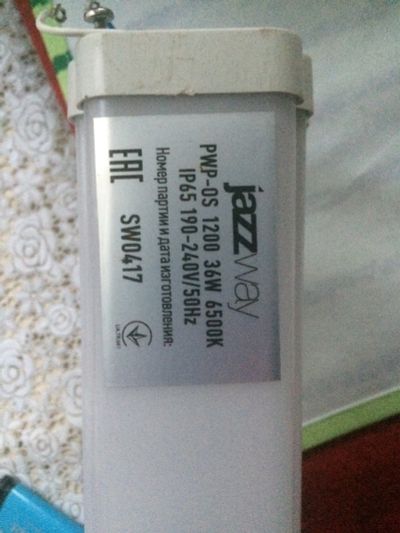 jazzway
PWP-OS 1200 36W 6500K
IP65 190-240V/50Hz
Номер партии и дата изготовления:
EAC SW0417